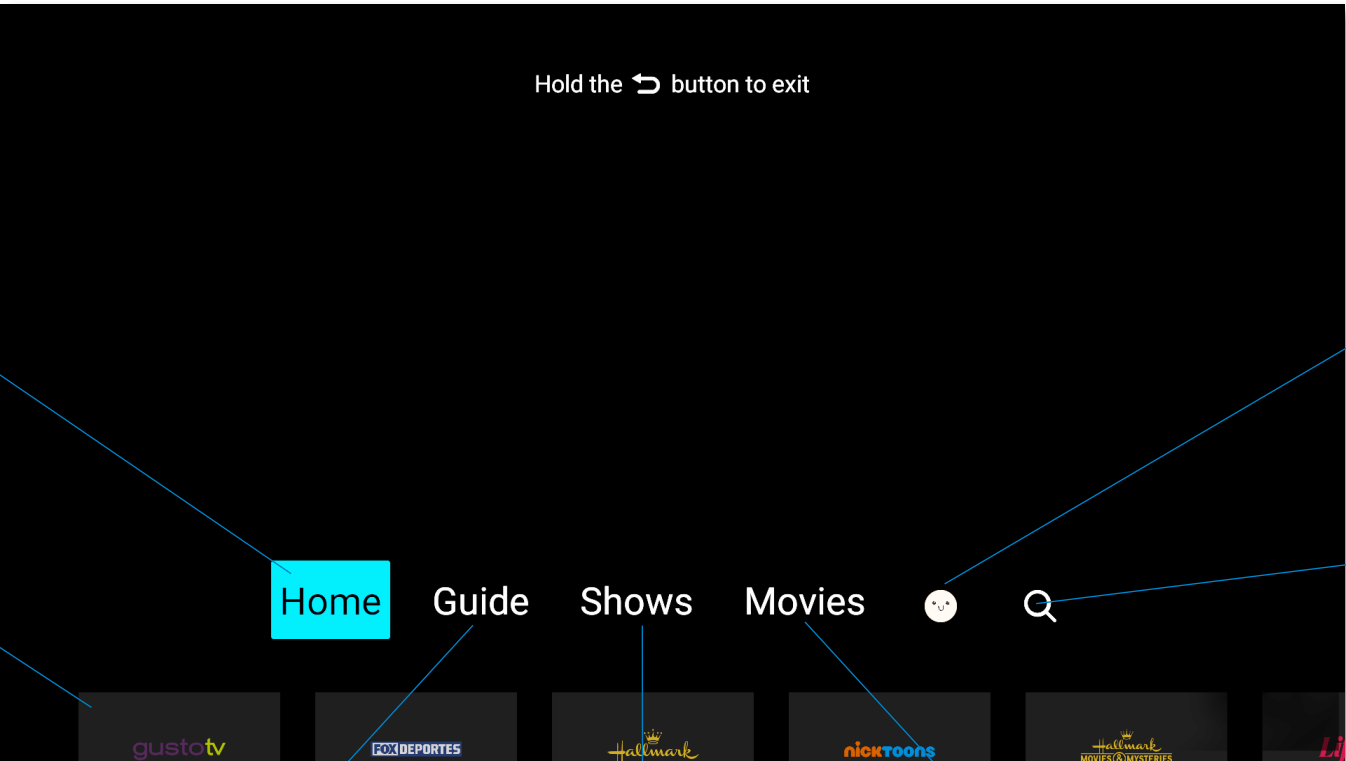 Hold the button to exit
Home Guide Shows Movies
gustotv FOX DEPORTES Hallmark nicktoons Hallmark
MOVIES & MYSTERIES